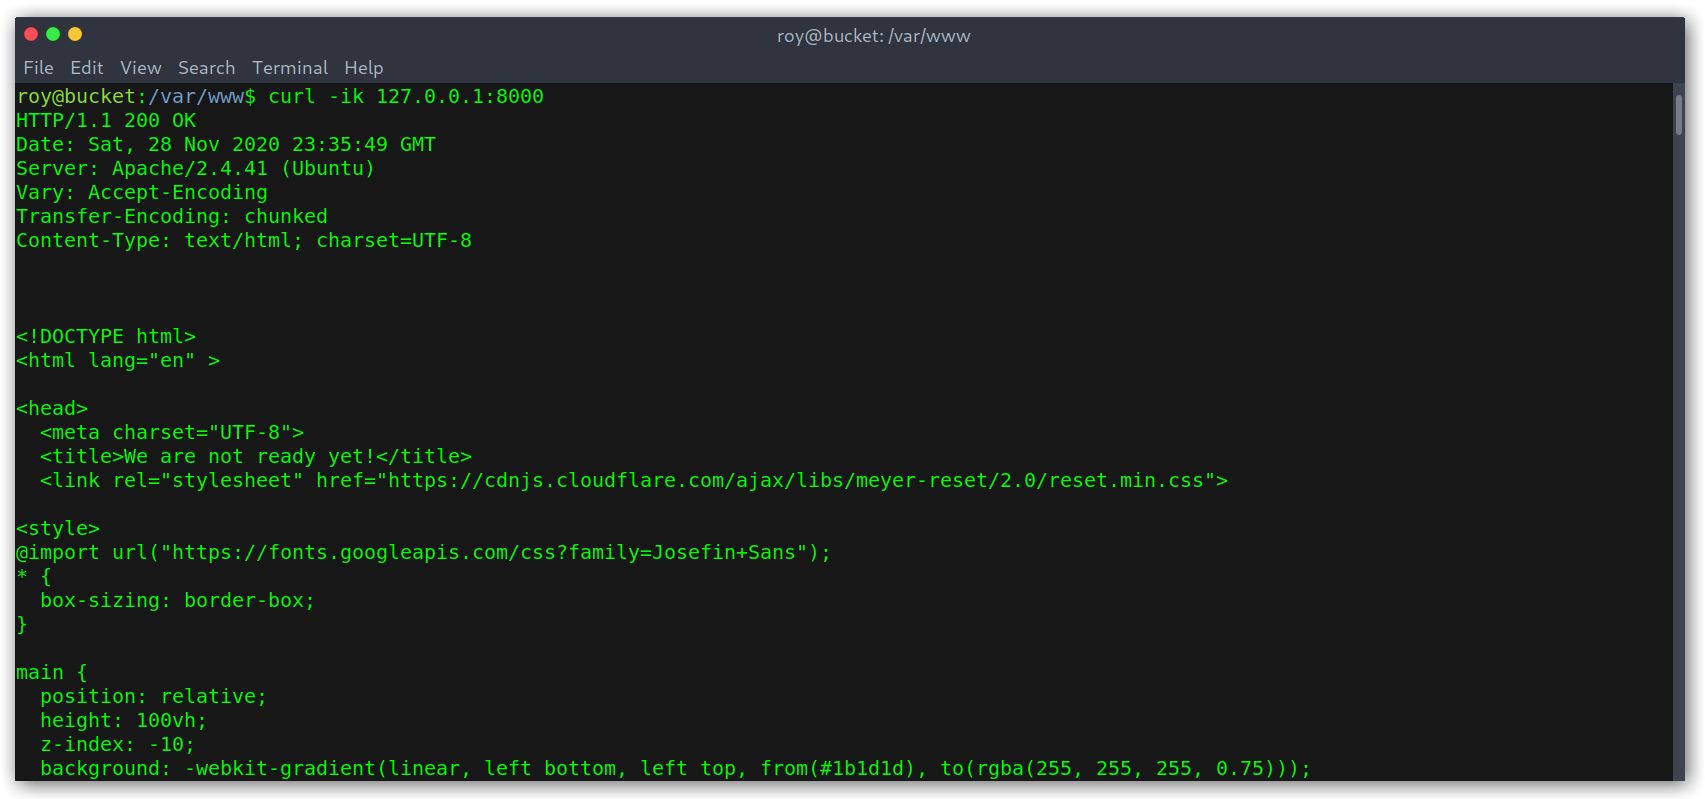 roy@bucket: /var/www
File Edit View Search Terminal Help
roy@bucket:/var/www$ curl -ik 127.0.0.1:8000
HTTP/1.1 200 OK
Date: Sat, 28 Nov 2020 23:35:49 GMT
Server: Apache/2.4.41 (Ubuntu)
Vary: Accept-Encoding
Transfer-Encoding: chunked
Content-Type: text/html; charset=UTF-8
<!DOCTYPE html>
<html lang="en" >
<head>
  <meta charset="UTF-8">
  <title>We are not ready yet!</title>
  <link rel="stylesheet" href="https://cdnjs.cloudflare.com/ajax/libs/meyer-reset/2.0/reset.min.css">
<style>
@import url("https://fonts.googleapis.com/css?family=Josefin+Sans");
* {
  box-sizing: border-box;
}
main {
  position: relative;
  height: 100vh;
  z-index: -10;
  background: -webkit-gradient(linear, left bottom, left top, from(#1b1d1d), to(rgba(255, 255, 255, 0.75)));